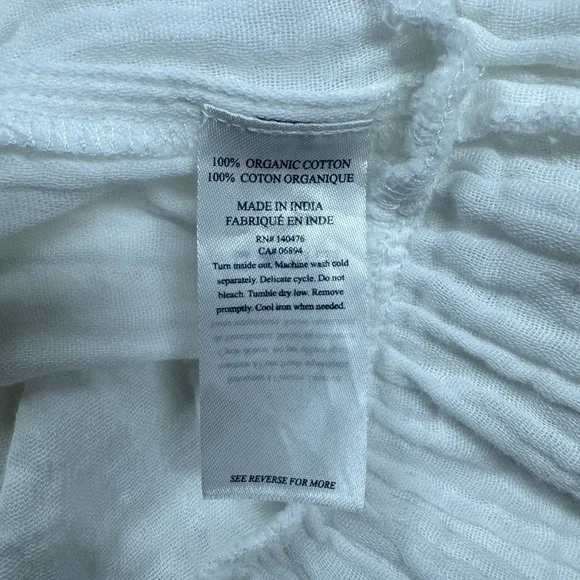 100% ORGANIC COTTON
100% COTON ORGANIQUE
MADE IN INDIA
FABRIQUÉ EN INDE
RN# 140476
CA# 06894
Turn inside out. Machine wash cold
separately. Delicate cycle. Do not
bleach. Tumble dry low. Remove
promptly. Cool iron when needed.
SEE REVERSE FOR MORE